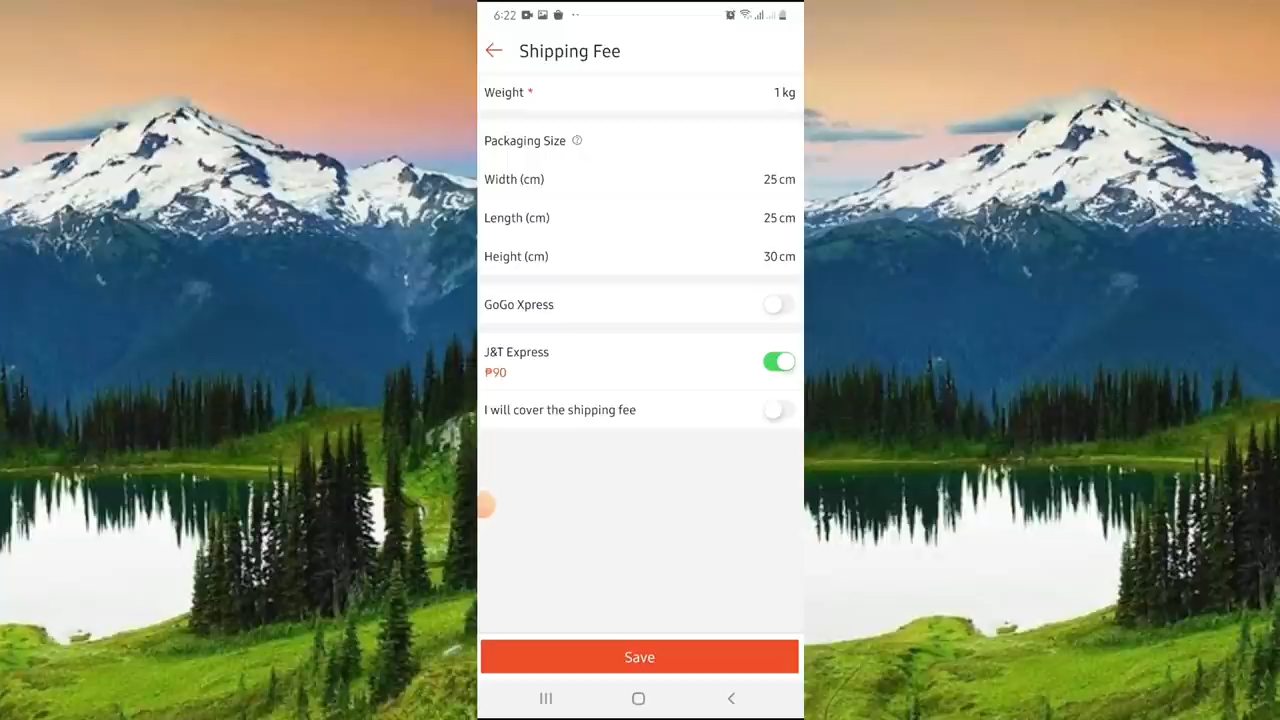 6:22
Shipping Fee
Weight * 1 kg
Packaging Size ?
Width (cm) 25 cm
Length (cm) 25 cm
Height (cm) 30 cm
GoGo Xpress
J&T Express
₱90
I will cover the shipping fee
Save